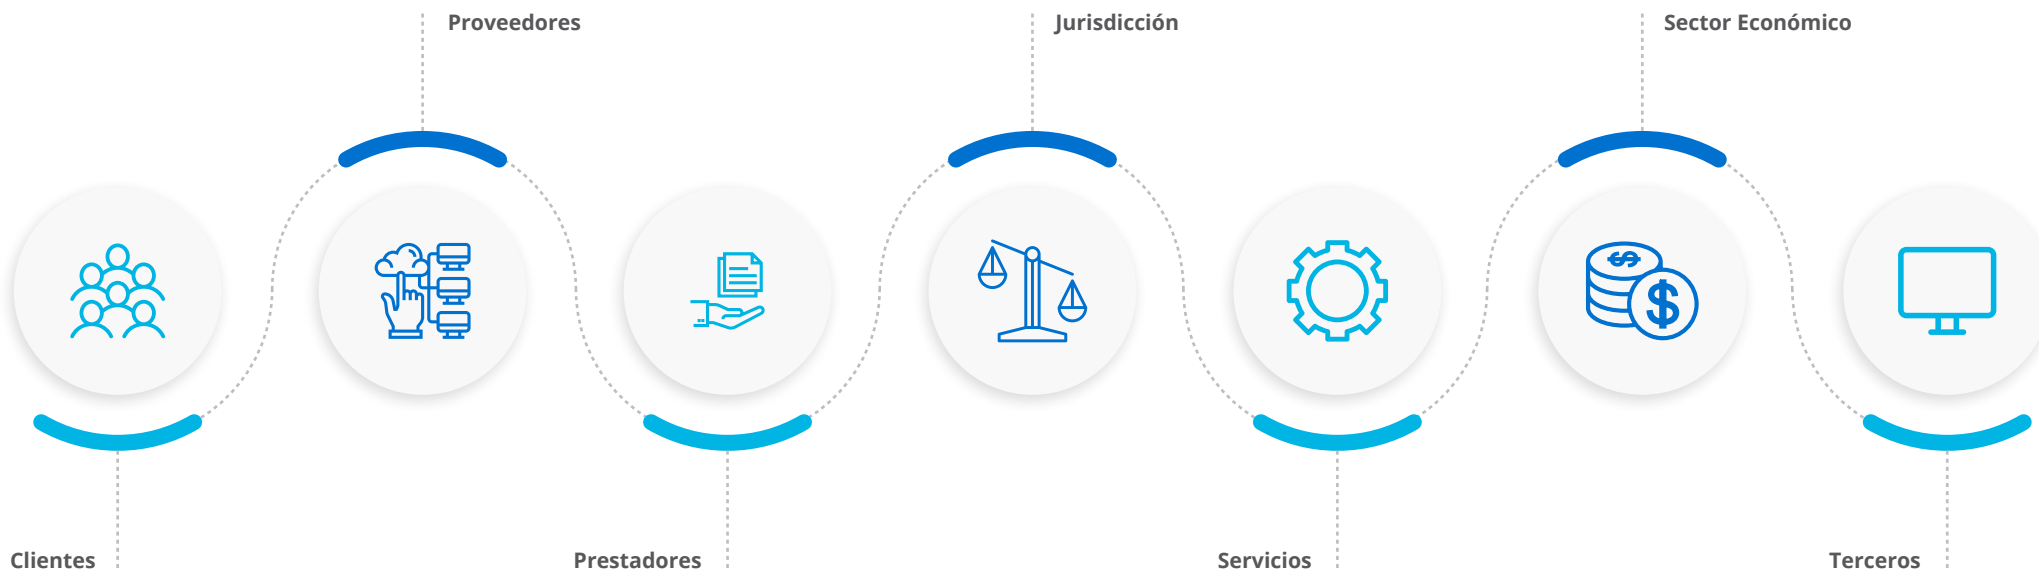 Proveedores
Jurisdicción
Sector Económico
Clientes
Prestadores
Servicios
Terceros